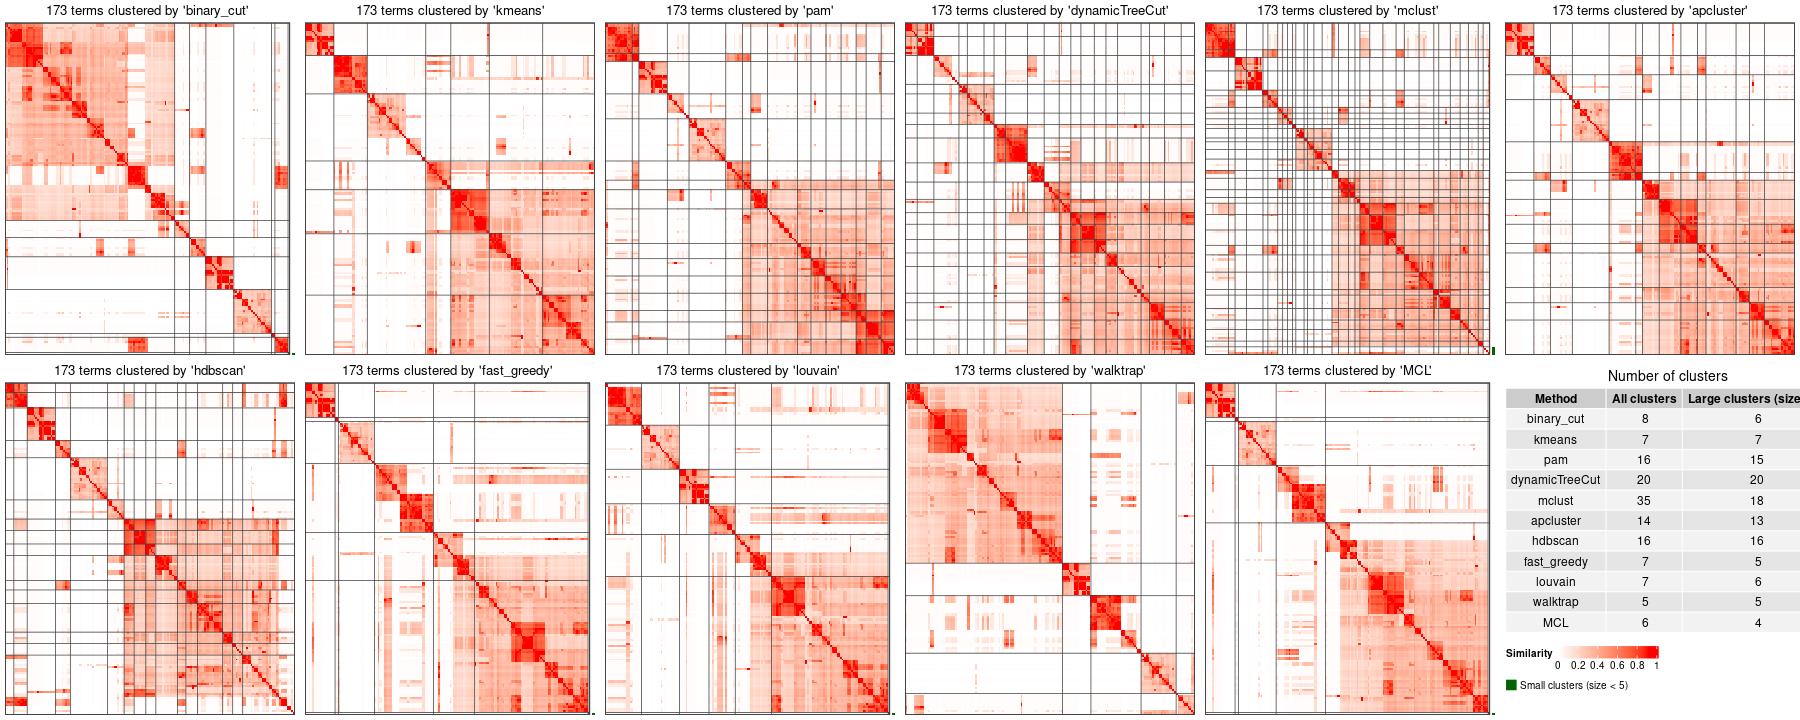 173 terms clustered by 'binary_cut'
173 terms clustered by 'kmeans'
173 terms clustered by 'pam'
173 terms clustered by 'dynamicTreeCut'
173 terms clustered by 'mclust'
173 terms clustered by 'apcluster'
173 terms clustered by 'hdbscan'
173 terms clustered by 'fast_greedy'
173 terms clustered by 'louvain'
173 terms clustered by 'walktrap'
173 terms clustered by 'MCL'
Number of clusters
Method All clusters Large clusters (size
binary_cut 8 6
kmeans 7 7
pam 16 15
dynamicTreeCut 20 20
mclust 35 18
apcluster 14 13
hdbscan 16 16
fast_greedy 7 5
louvain 7 6
walktrap 5 5
MCL 6 4
Similarity
0 0.2 0.4 0.6 0.8 1
Small clusters (size < 5)